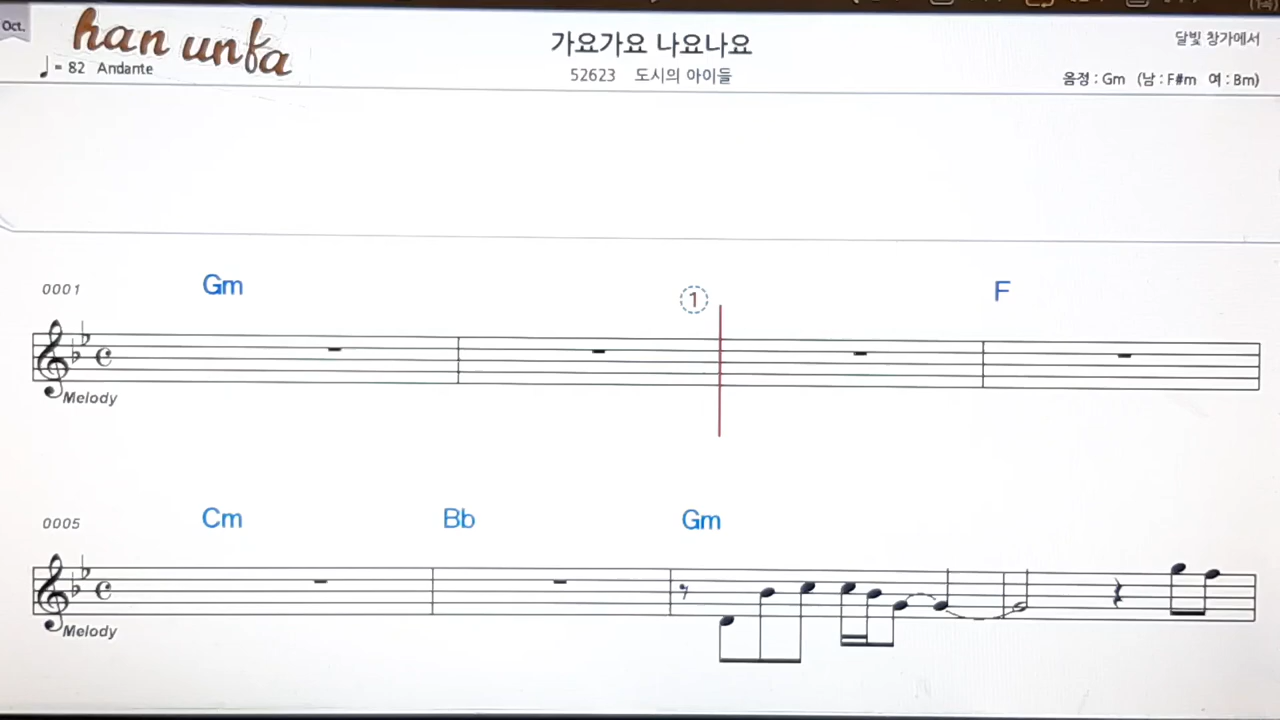 Oct.
han unfa
가요가요 나요나요
달빛 창가에서
♩ = 82 Andante
52623 도시의 아이들
음정 : Gm (남 : F#m 여 : Bm)
0001 Gm ① F
Melody
0005 Cm Bb Gm
Melody